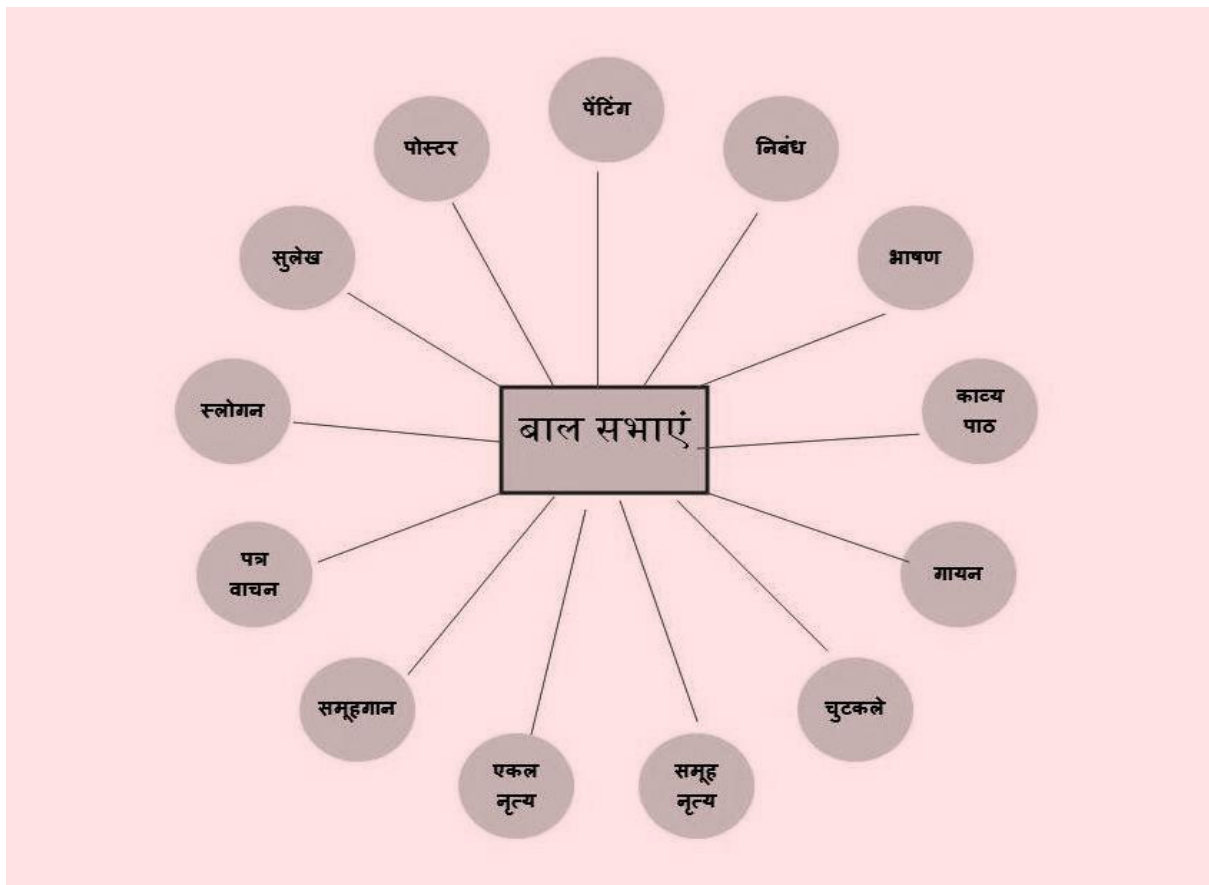 पेंटिंग
पोस्टर
निबंध
सुलेख
भाषण
स्लोगन
काव्य
पाठ
बाल सभाएं
पत्र
वाचन
गायन
समूहगान
चुटकले
एकल
नृत्य
समूह
नृत्य